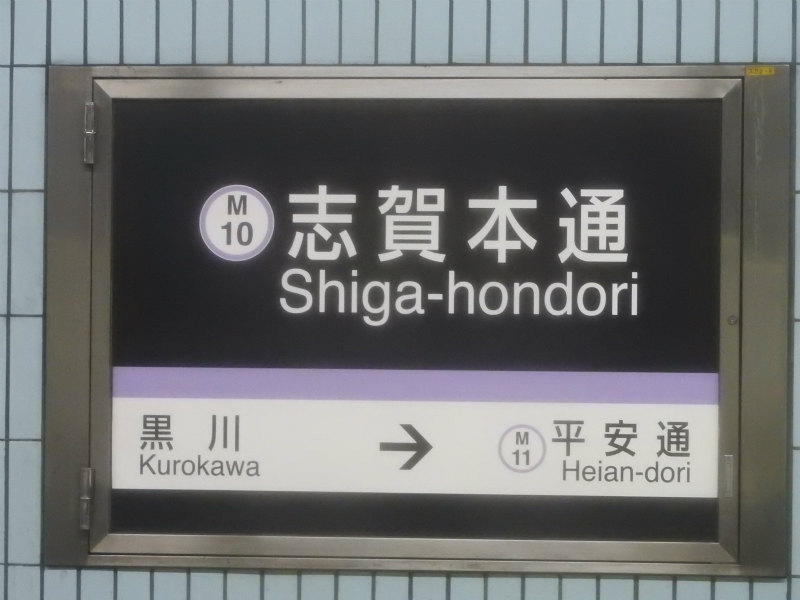 M
10
志賀本通
Shiga-hondori
黒川
Kurokawa
→
M
11
平安通
Heian-dori